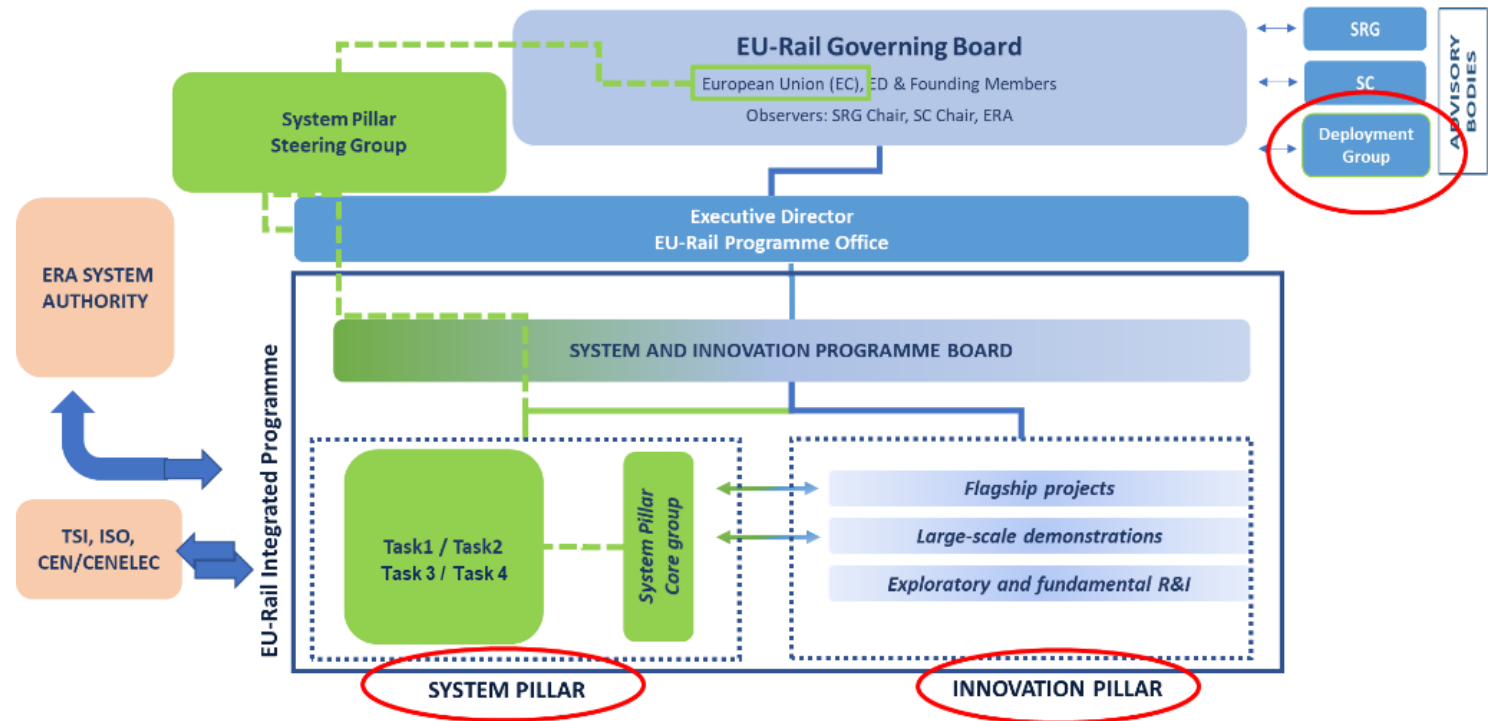 EU-Rail Governing Board
European Union (EC), ED & Founding Members
Observers: SRG Chair, SC Chair, ERA
SRG
SC
Deployment
Group
ADVISORY
BODIES
System Pillar
Steering Group
Executive Director
EU-Rail Programme Office
ERA SYSTEM
AUTHORITY
TSI, ISO,
CEN/CENELEC
EU-Rail Integrated Programme
SYSTEM AND INNOVATION PROGRAMME BOARD
Task1 / Task2
Task 3 / Task 4
System Pillar
Core group
Flagship projects
Large-scale demonstrations
Exploratory and fundamental R&I
SYSTEM PILLAR
INNOVATION PILLAR